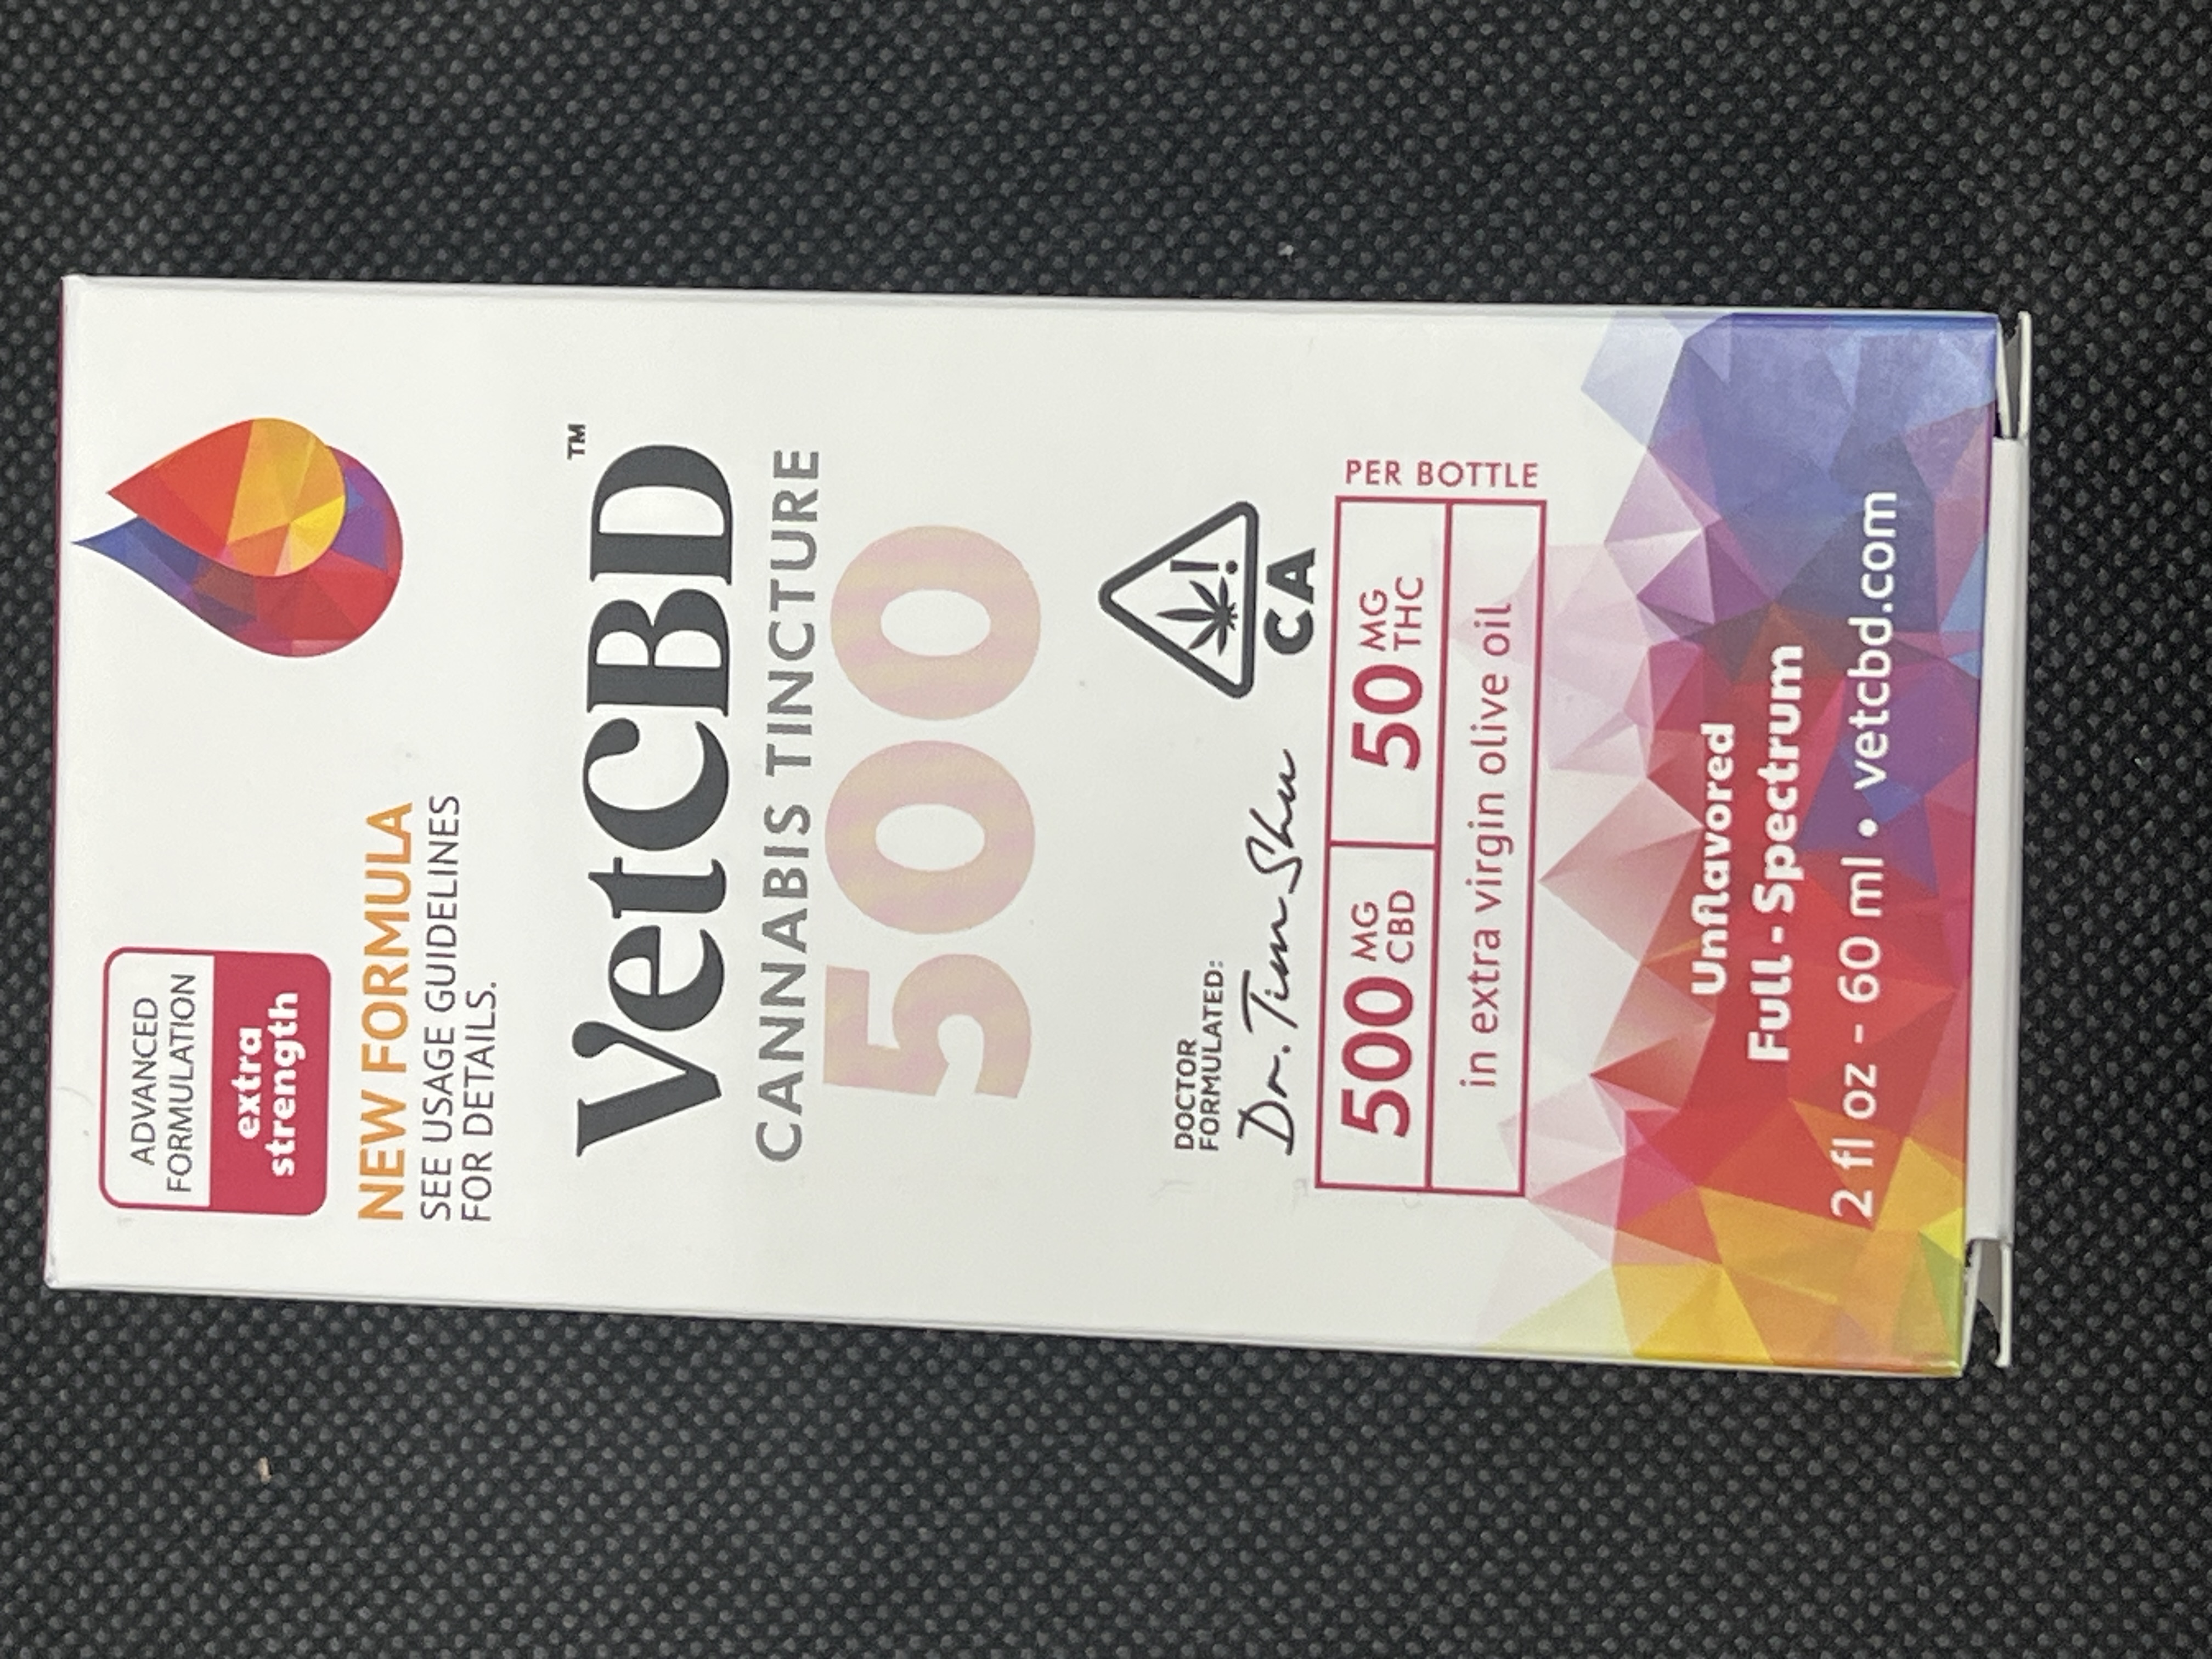 ADVANCED
FORMULATION
extra
strength
NEW FORMULA
SEE USAGE GUIDELINES
FOR DETAILS.
VetCBD™
CANNABIS TINCTURE
500
DOCTOR
FORMULATED:
Dr. Tim Shu
!
CA
500 MG CBD
50 MG THC
PER BOTTLE
in extra virgin olive oil
Unflavored
Full-Spectrum
2 fl oz - 60 ml • vetcbd.com